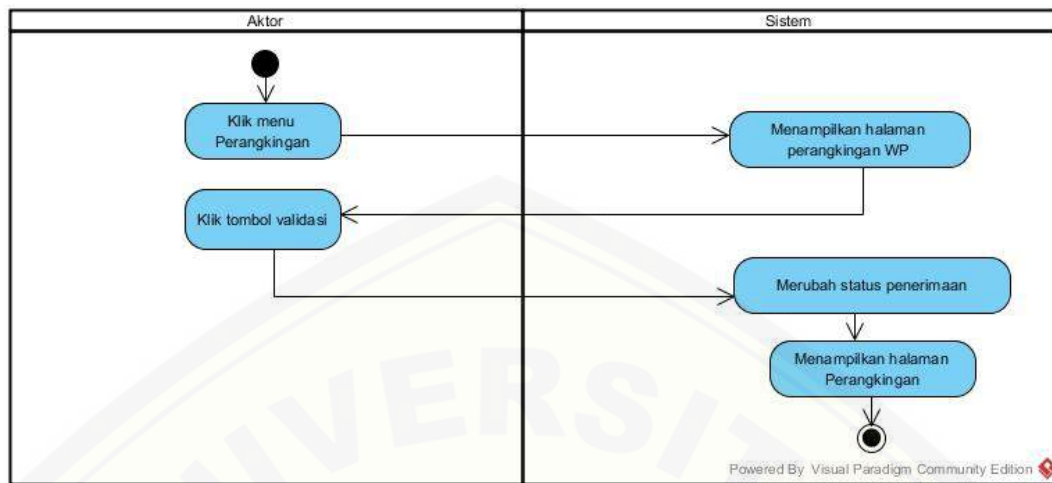 Aktor
Sistem
Klik menu
Perangkingan
Menampilkan halaman
perangkingan WP
Klik tombol validasi
Merubah status penerimaan
Menampilkan halaman
Perangkingan
VERSIT
Powered By Visual Paradigm Community Edition